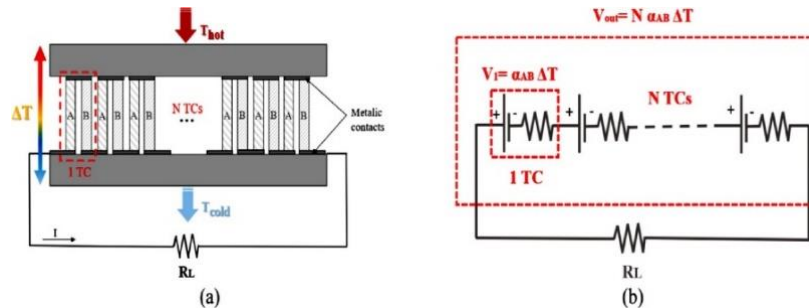 Thot
ΔT
A B A B A B A B A B
N TCs
...
Metalic
contacts
1 TC
Tcold
I
RL
(a)
Vout= N αAB ΔT
V1= αAB ΔT
N TCs
+ - + - + -
1 TC
RL
(b)